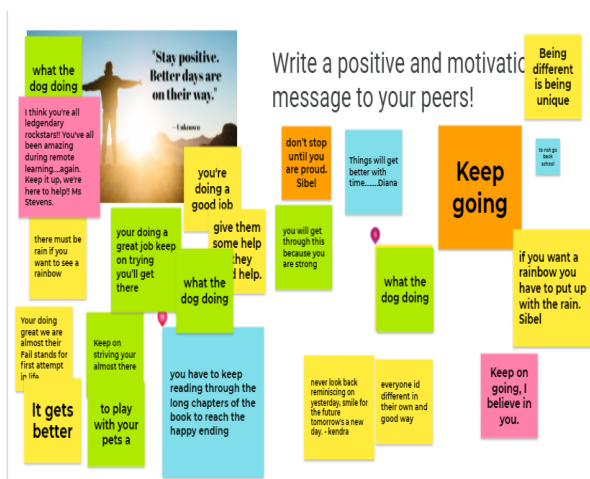 "Stay positive.
Better days are
on their way."
- Unknown
Write a positive and motivatio
message to your peers!
Being
different
is being
unique
what the
dog doing
I think you're all
ledgendary
rockstars!! You've all
been amazing
during remote
learning....again.
Keep it up, we're
here to help!! Ms
Stevens.
you're
doing a
good job
don't stop
until you
are proud.
Sibel
Things will get
better with
time.......Diana
Keep
going
to not go
back
school
there must be
rain if you
want to see a
rainbow
your doing a
great job keep
on trying
you'll get
there
give them
some help
they
help.
what the
dog doing
you will get
through this
because you
are strong
what the
dog doing
if you want a
rainbow you
have to put up
with the rain.
Sibel
Your doing
great we are
almost their
Fail stands for
first attempt
in life
Keep on
striving your
almost there
you have to keep
reading through the
long chapters of the
book to reach the
happy ending
It gets
better
to play
with your
pets a
never look back
reminiscing on
yesterday, smile for
the future
tomorrow's a new
day. - kendra
everyone id
different in
their own and
good way
Keep on
going, I
believe in
you.